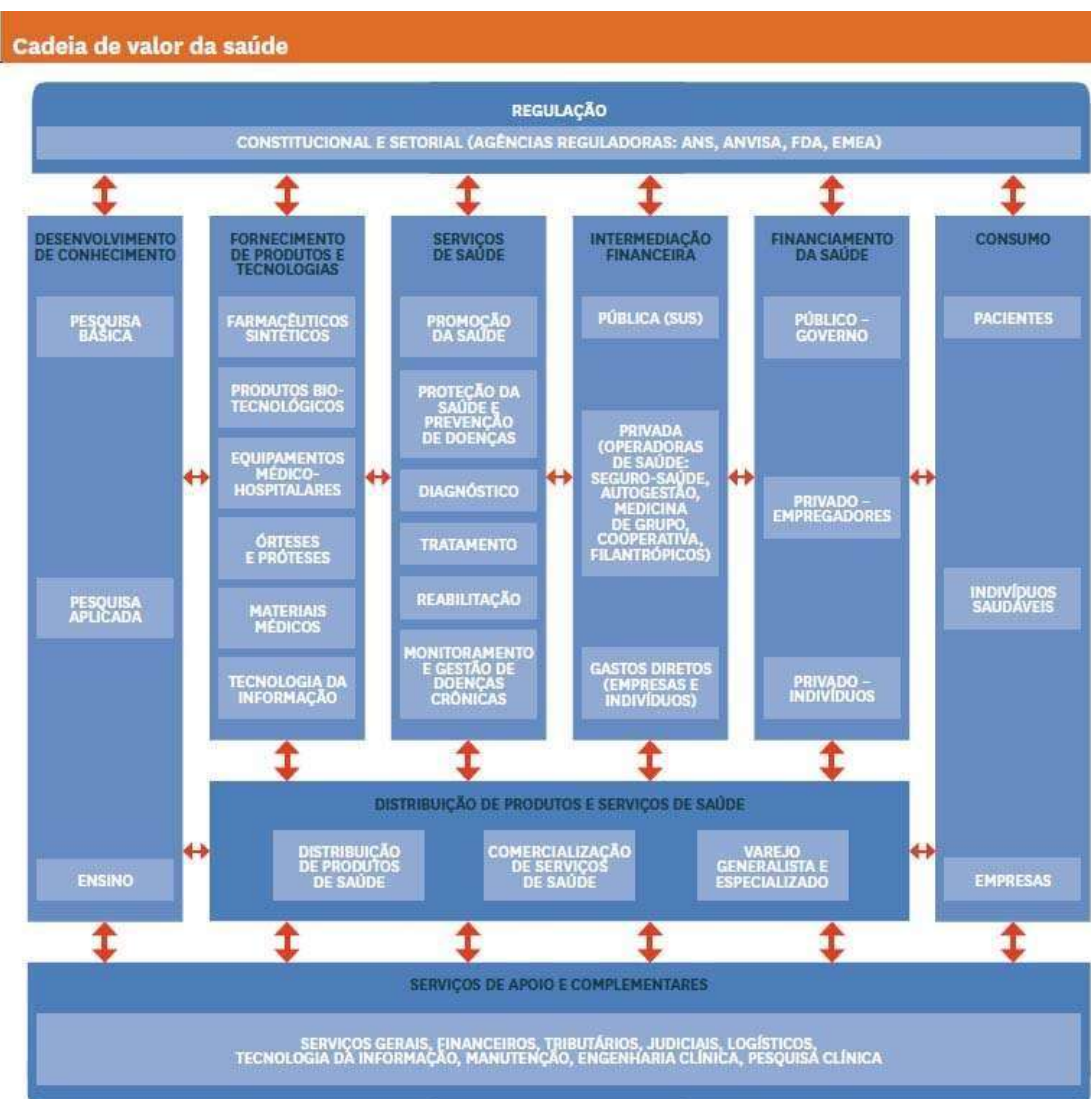 Cadeia de valor da saúde
REGULAÇÃO
CONSTITUCIONAL E SETORIAL (AGÊNCIAS REGULADORAS: ANS, ANVISA, FDA, EMEA)
DESENVOLVIMENTO
DE CONHECIMENTO
PESQUISA
BÁSICA
PESQUISA
APLICADA
ENSINO
FORNECIMENTO
DE PRODUTOS E
TECNOLOGIAS
FARMACÊUTICOS
SINTÉTICOS
PRODUTOS BIO-
TECNOLÓGICOS
EQUIPAMENTOS
MÉDICO-
HOSPITALARES
ÓRTESES
E PRÓTESES
MATERIAIS
MÉDICOS
TECNOLOGIA DA
INFORMAÇÃO
SERVIÇOS
DE SAÚDE
PROMOÇÃO
DA SAÚDE
PROTEÇÃO DA
SAÚDE E
PREVENÇÃO
DE DOENÇAS
DIAGNÓSTICO
TRATAMENTO
REABILITAÇÃO
MONITORAMENTO
E GESTÃO DE
DOENÇAS
CRÔNICAS
INTERMEDIAÇÃO
FINANCEIRA
PÚBLICA (SUS)
PRIVADA
(OPERADORAS
DE SAÚDE:
SEGURO-SAÚDE,
AUTOGESTÃO,
MEDICINA
DE GRUPO,
COOPERATIVA,
FILANTRÓPICOS)
GASTOS DIRETOS
(EMPRESAS E
INDIVÍDUOS)
FINANCIAMENTO
DA SAÚDE
PÚBLICO –
GOVERNO
PRIVADO –
EMPREGADORES
PRIVADO –
INDIVÍDUOS
CONSUMO
PACIENTES
INDIVÍDUOS
SAUDÁVEIS
EMPRESAS
DISTRIBUIÇÃO DE PRODUTOS E SERVIÇOS DE SAÚDE
DISTRIBUIÇÃO
DE PRODUTOS
DE SAÚDE
COMERCIALIZAÇÃO
DE SERVIÇOS
DE SAÚDE
VAREJO
GENERALISTA E
ESPECIALIZADO
SERVIÇOS DE APOIO E COMPLEMENTARES
SERVIÇOS GERAIS, FINANCEIROS, TRIBUTÁRIOS, JUDICIAIS, LOGÍSTICOS,
TECNOLOGIA DA INFORMAÇÃO, MANUTENÇÃO, ENGENHARIA CLÍNICA, PESQUISA CLÍNICA